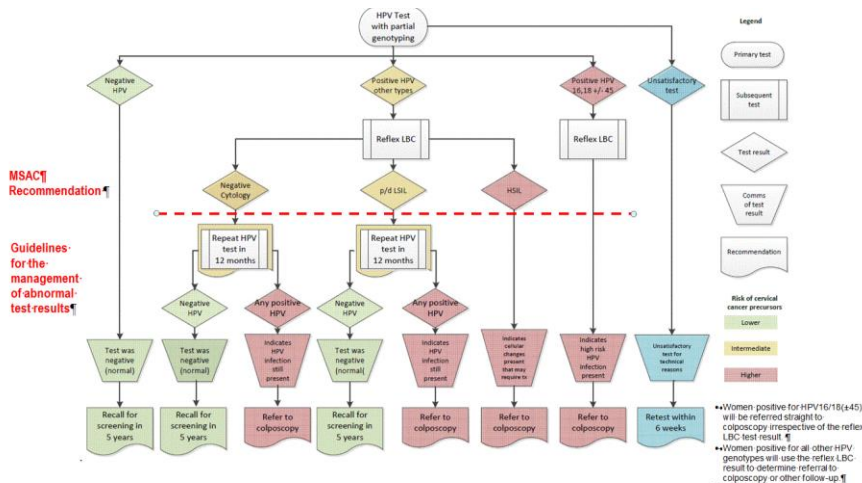 HPV Test
with partial
genotyping
Legend
Primary test
Subsequent
test
Test result
Comms
of test
result
Recommendation
Risk of cervical
cancer precursors
Lower
Intermediate
Higher
Negative
HPV
Positive HPV
other types
Positive HPV
16,18 +/- 45
Unsatisfactory
test
Reflex LBC
Reflex LBC
MSAC¶
Recommendation¶
Negative
Cytology
p/d LSIL
HSIL
Guidelines·
for·the·
management·
of·abnormal·
test·results¶
Repeat HPV
test in
12 months
Repeat HPV
test in
12 months
Negative
HPV
Any positive
HPV
Negative
HPV
Any positive
HPV
Test was
negative
(normal)
Test was
negative
(normal)
Indicates
HPV
infection
still
present
Test was
negative
(normal(
Indicates
HPV
infection
still
present
Indicates
cellular
changes
present
that may
require to
Indicates
high risk
HPV
infection
present
Unsatisfactory
test for
technical
reasons
Recall for
screening in
5 years
Recall for
screening in
5 years
Refer to
colposcopy
Recall for
screening in
5 years
Refer to
colposcopy
Refer to
colposcopy
Refer to
colposcopy
Retest within
6 weeks
•Women·positive·for·HPV16/18(±45)
will·be·referred·straight·to
colposcopy·irrespective·of·the·reflex
LBC·test·result.¶
•Women·positive·for·all·other·HPV·
genotypes·will·use·the·reflex·LBC·
result·to·determine·referral·to
colposcopy·or·other·follow-up.¶